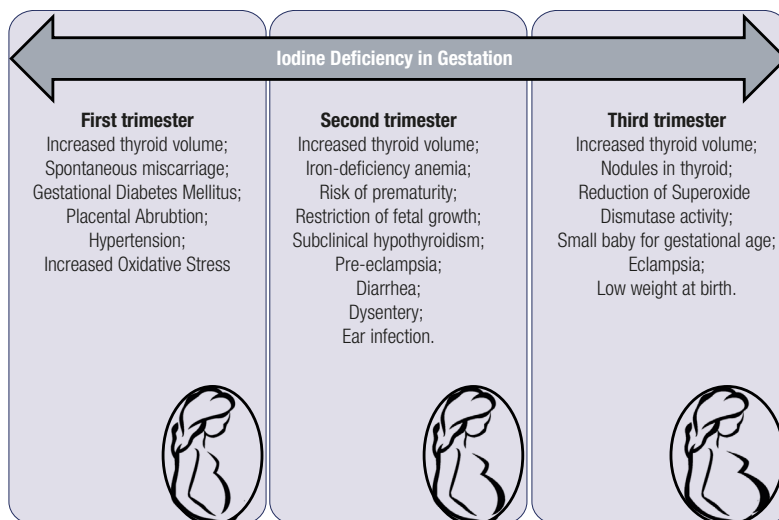 Iodine Deficiency in Gestation
First trimester
Increased thyroid volume;
Spontaneous miscarriage;
Gestational Diabetes Mellitus;
Placental Abrubtion;
Hypertension;
Increased Oxidative Stress
Second trimester
Increased thyroid volume;
Iron-deficiency anemia;
Risk of prematurity;
Restriction of fetal growth;
Subclinical hypothyroidism;
Pre-eclampsia;
Diarrhea;
Dysentery;
Ear infection.
Third trimester
Increased thyroid volume;
Nodules in thyroid;
Reduction of Superoxide
Dismutase activity;
Small baby for gestational age;
Eclampsia;
Low weight at birth.